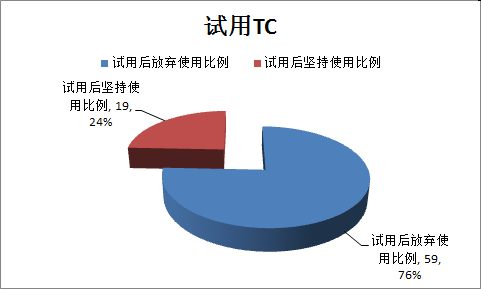 试用TC
试用后放弃使用比例
试用后坚持使用比例
试用后坚持使
用比例, 19,
24%
试用后放弃使
用比例, 59,
76%